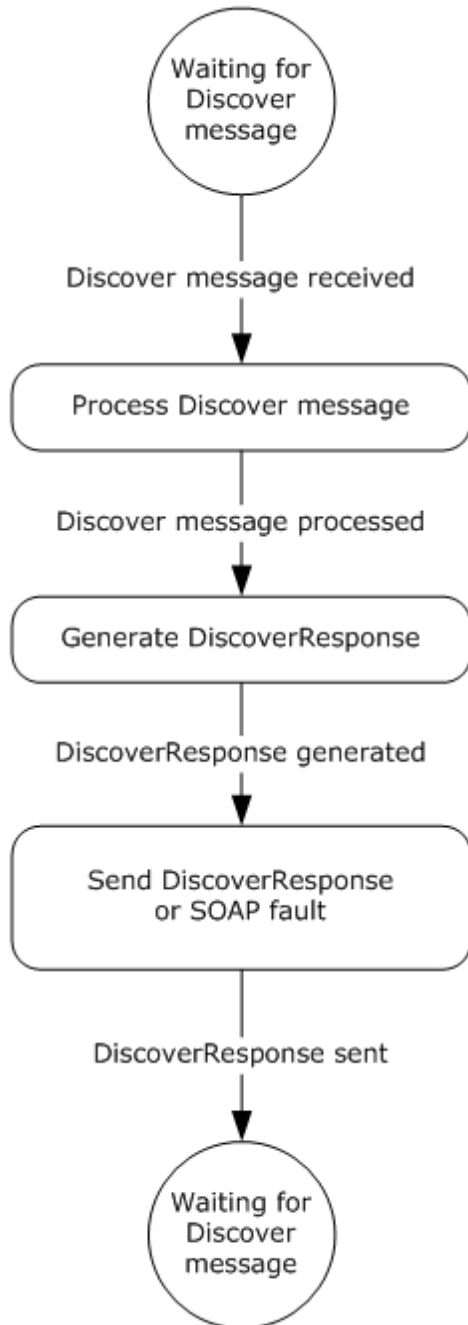 Waiting for
Discover
message
Discover message received
Process Discover message
Discover message processed
Generate DiscoverResponse
DiscoverResponse generated
Send DiscoverResponse
or SOAP fault
DiscoverResponse sent
Waiting for
Discover
message